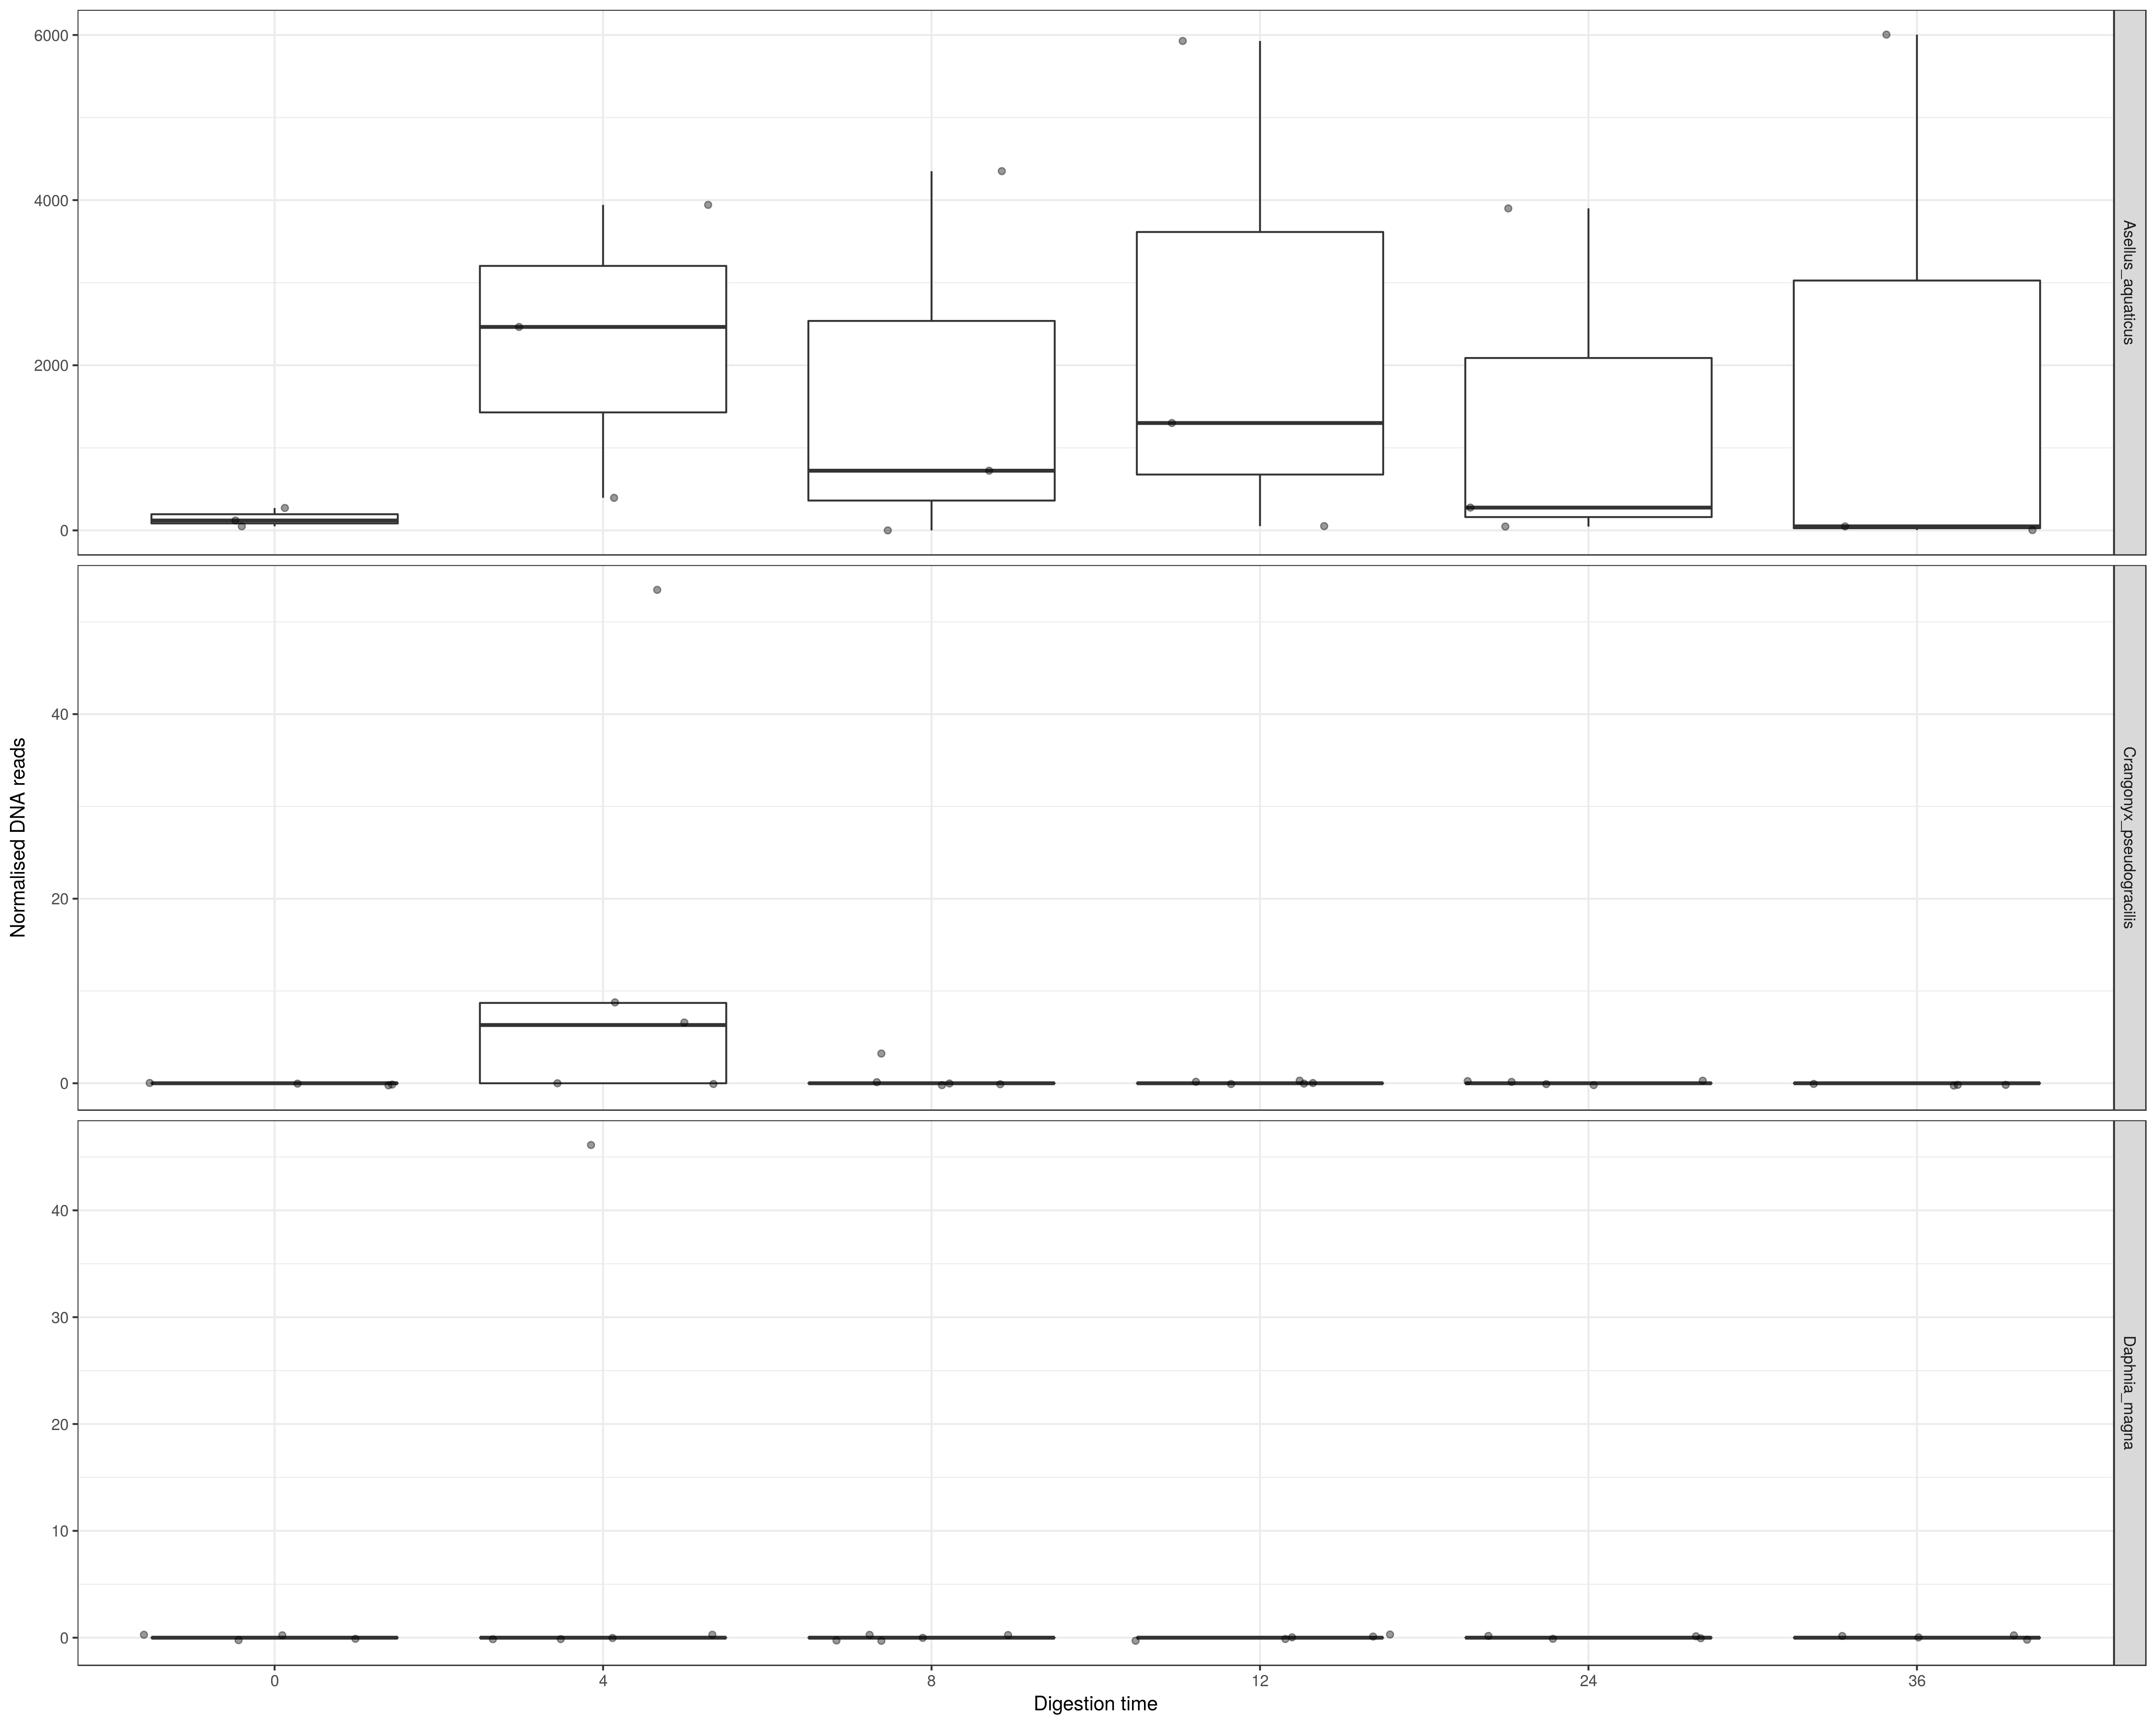 6000
4000
2000
0
Asellus_aquaticus
40
20
0
Crangonyx_pseudogracilis
40
30
20
10
0
Daphnia_magna
Normalised DNA reads
0 4 8 12 24 36
Digestion time